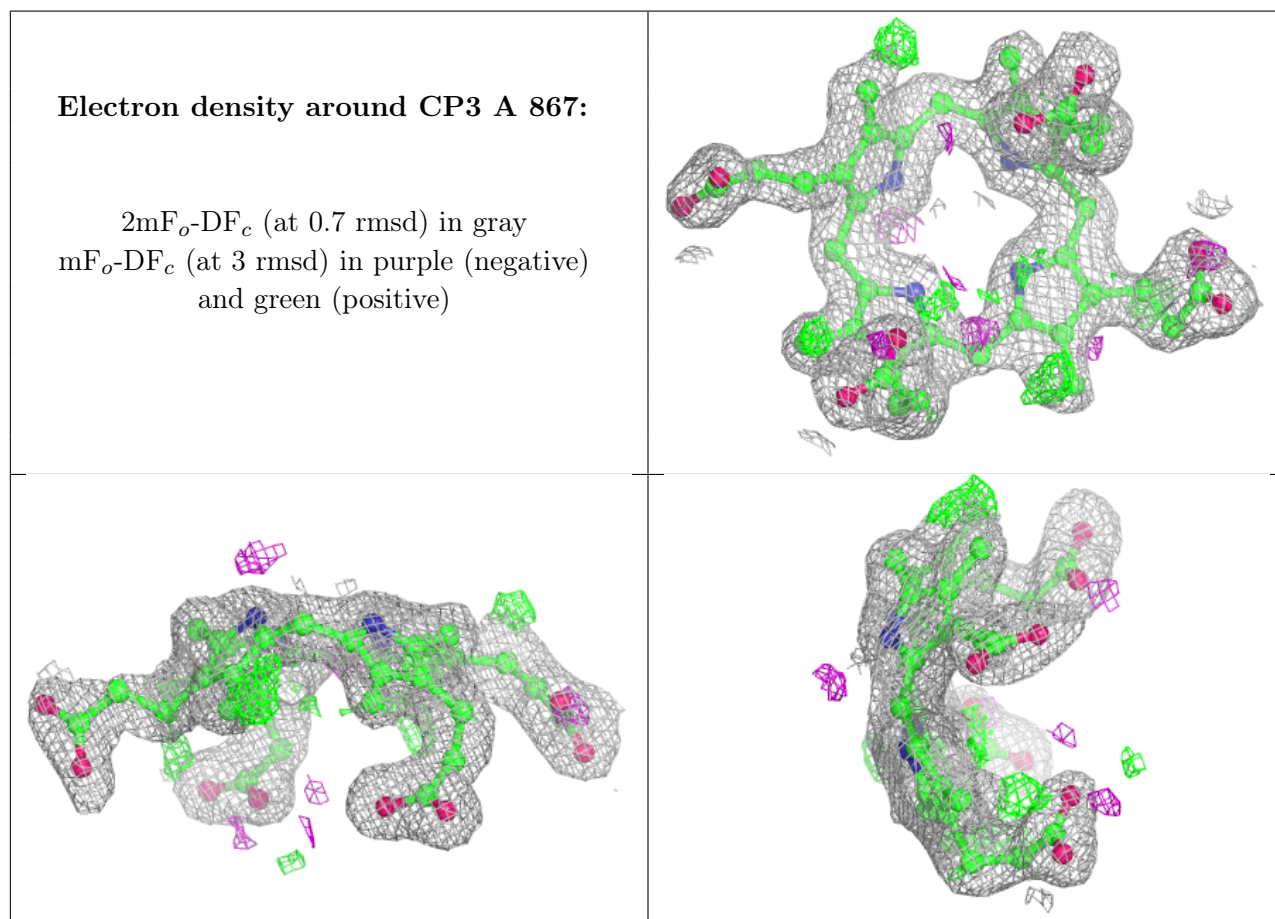 Electron density around CP3 A 867:
2mFo-DFc (at 0.7 rmsd) in gray
mFo-DFc (at 3 rmsd) in purple (negative)
and green (positive)